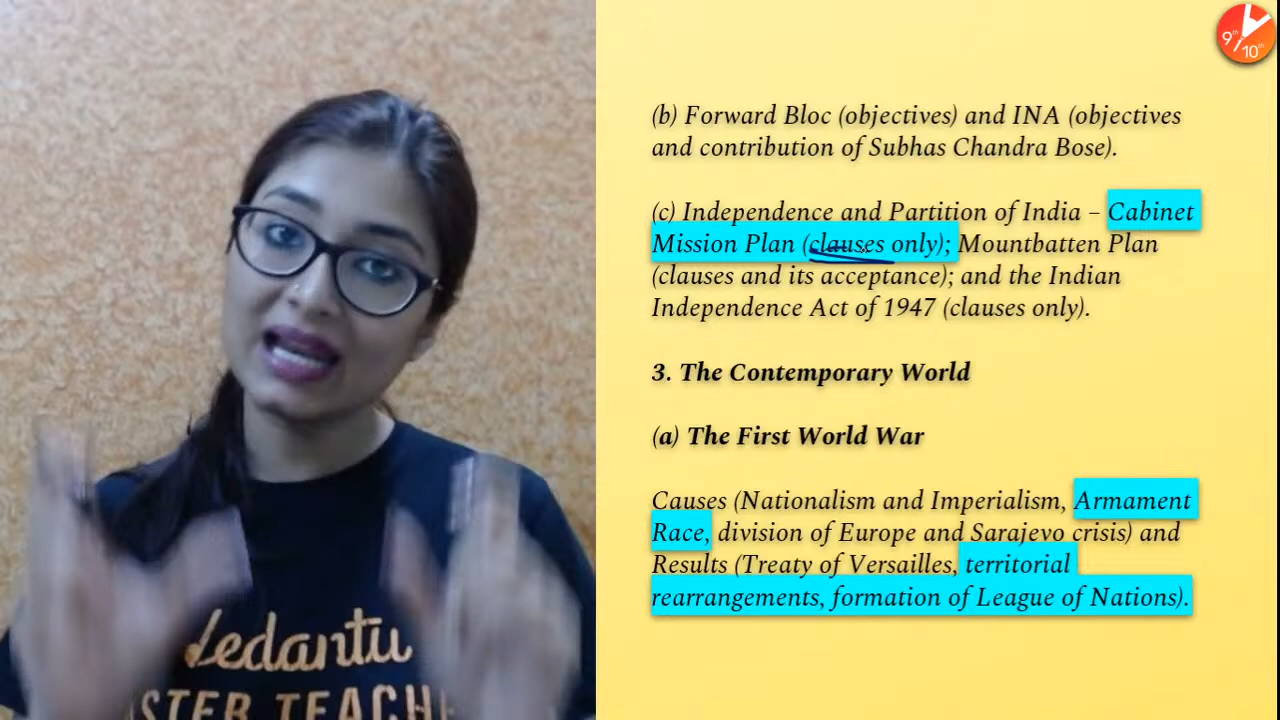 9th/10th
(b) Forward Bloc (objectives) and INA (objectives
and contribution of Subhas Chandra Bose).
(c) Independence and Partition of India – Cabinet
Mission Plan (clauses only); Mountbatten Plan
(clauses and its acceptance); and the Indian
Independence Act of 1947 (clauses only).
3. The Contemporary World
(a) The First World War
Causes (Nationalism and Imperialism, Armament
Race, division of Europe and Sarajevo crisis) and
Results (Treaty of Versailles, territorial
rearrangements, formation of League of Nations).
Vedantu